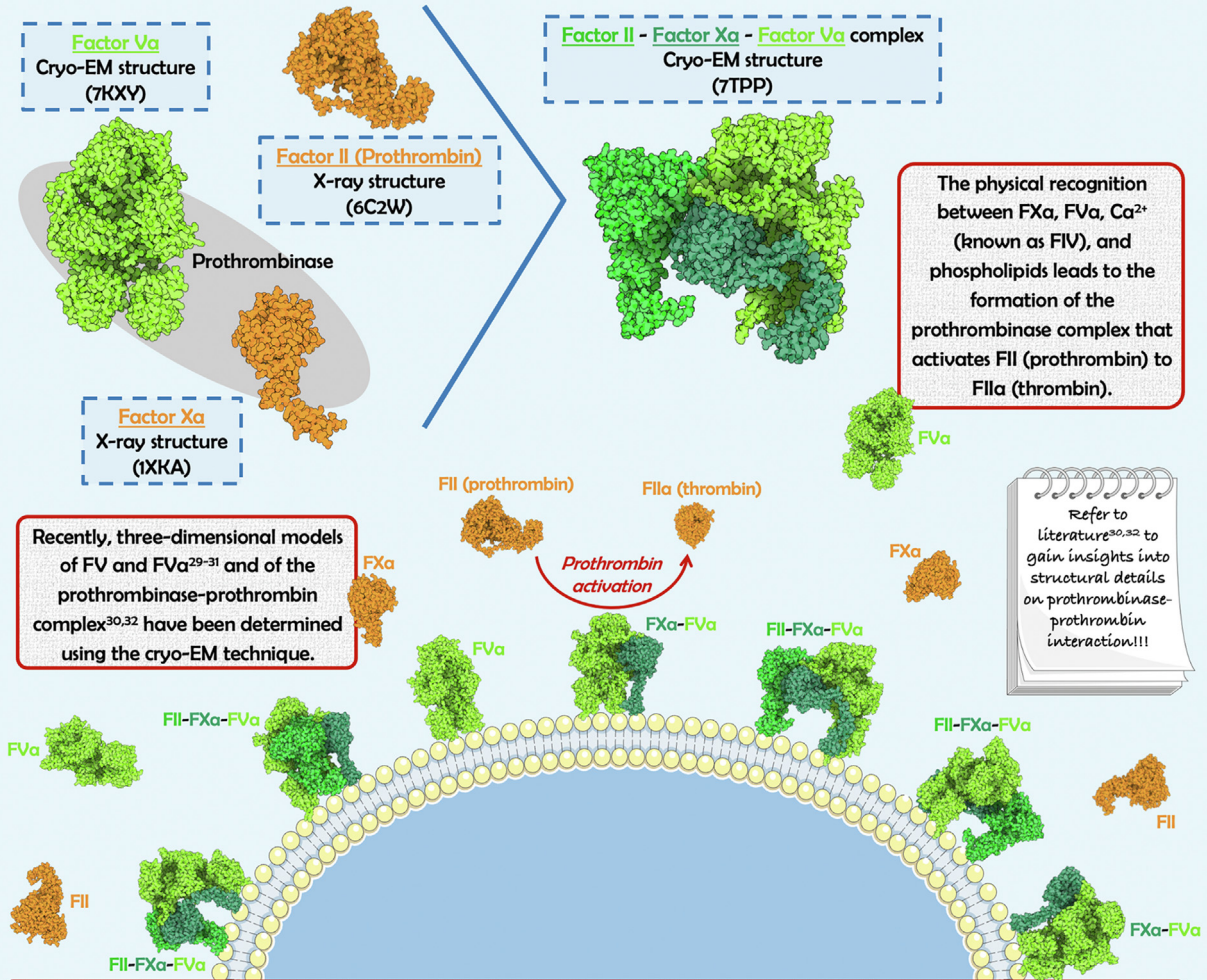 Factor Va
Cryo-EM structure
(7KXY)
Factor II (Prothrombin)
X-ray structure
(6C2W)
Prothrombinase
Factor Xa
X-ray structure
(1XKA)
Factor II - Factor Xa - Factor Va complex
Cryo-EM structure
(7TPP)
The physical recognition
between FXa, FVa, Ca²⁺
(known as FIV), and
phospholipids leads to the
formation of the
prothrombinase complex that
activates FII (prothrombin) to
FIIa (thrombin).
FVa
FII (prothrombin)
FIIa (thrombin)
Prothrombin
activation
Recently, three-dimensional models
of FV and FVa²⁹⁻³¹ and of the
prothrombinase-prothrombin
complex³⁰,³² have been determined
using the cryo-EM technique.
FXa
FXa
Refer to
literature³⁰,³² to
gain insights into
structural details
on prothrombinase-
prothrombin
interaction!!!
FVa
FXa-FVa
FII-FXa-FVa
FII-FXa-FVa
FVa
FII-FXa-FVa
FII
FII
FII-FXa-FVa
FXa-FVa